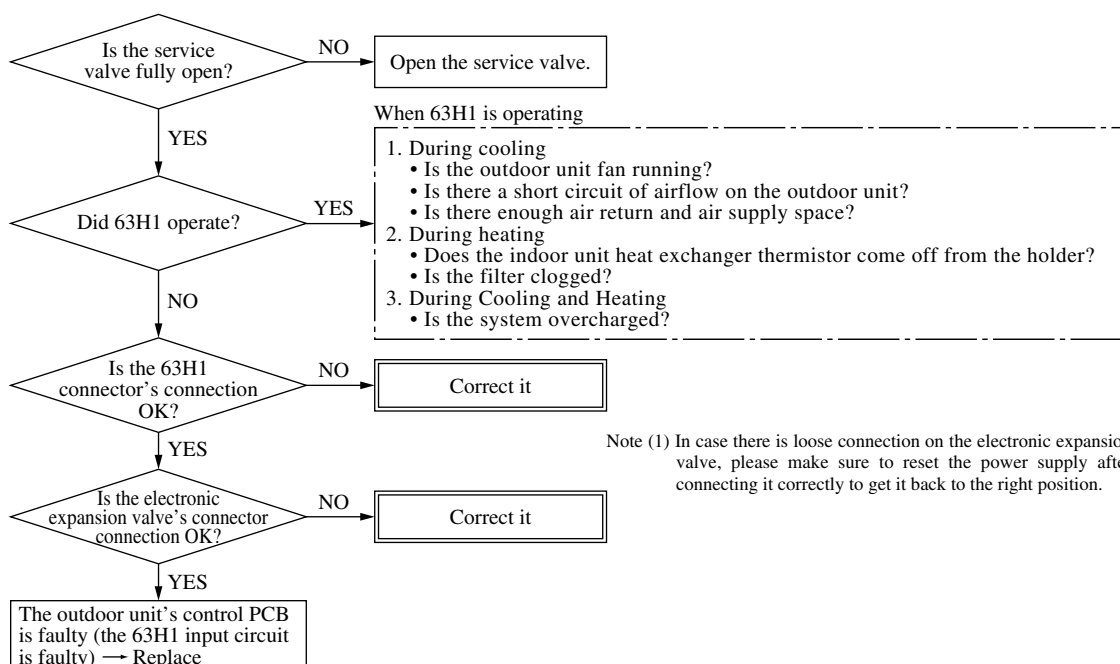 Is the service
valve fully open?
NO
Open the service valve.
YES
When 63H1 is operating
1. During cooling
• Is the outdoor unit fan running?
• Is there a short circuit of airflow on the outdoor unit?
• Is there enough air return and air supply space?
2. During heating
• Does the indoor unit heat exchanger thermistor come off from the holder?
• Is the filter clogged?
3. During Cooling and Heating
• Is the system overcharged?
Did 63H1 operate?
YES
NO
Is the 63H1
connector's connection
OK?
NO
Correct it
YES
Note (1) In case there is loose connection on the electronic expansion
valve, please make sure to reset the power supply after
connecting it correctly to get it back to the right position.
Is the electronic
expansion valve's connector
connection OK?
NO
Correct it
YES
The outdoor unit's control PCB
is faulty (the 63H1 input circuit
is faulty) → Replace